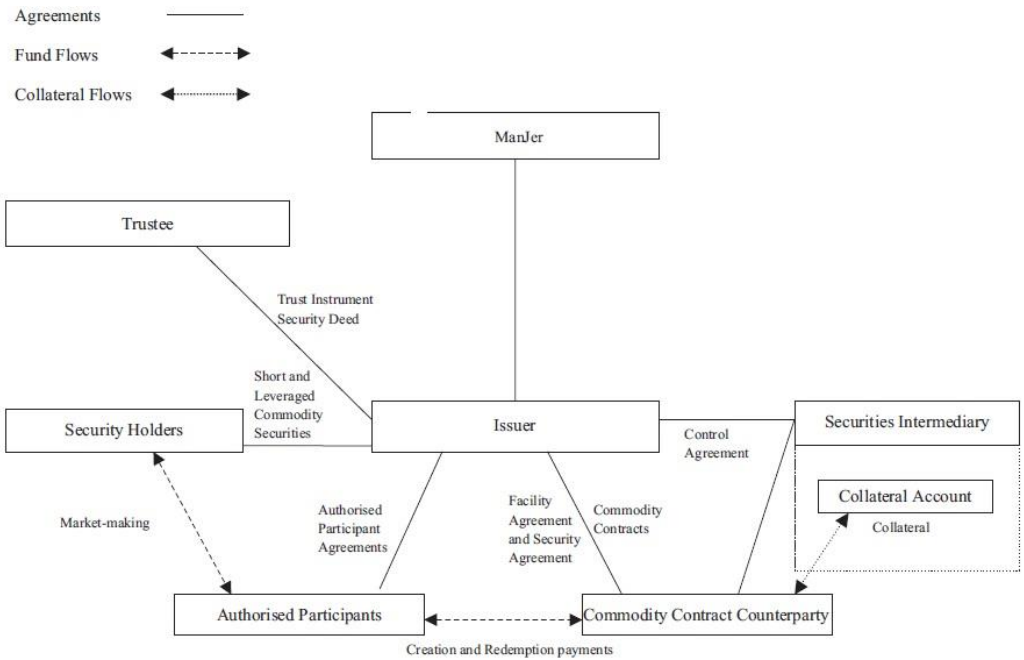 Agreements
Fund Flows
Collateral Flows
ManJer
Trustee
Trust Instrument
Security Deed
Short and
Leveraged
Commodity
Securities
Security Holders
Issuer
Securities Intermediary
Control
Agreement
Collateral Account
Collateral
Market-making
Authorised
Participant
Agreements
Facility
Agreement
and Security
Agreement
Commodity
Contracts
Authorised Participants
Commodity Contract Counterparty
Creation and Redemption payments